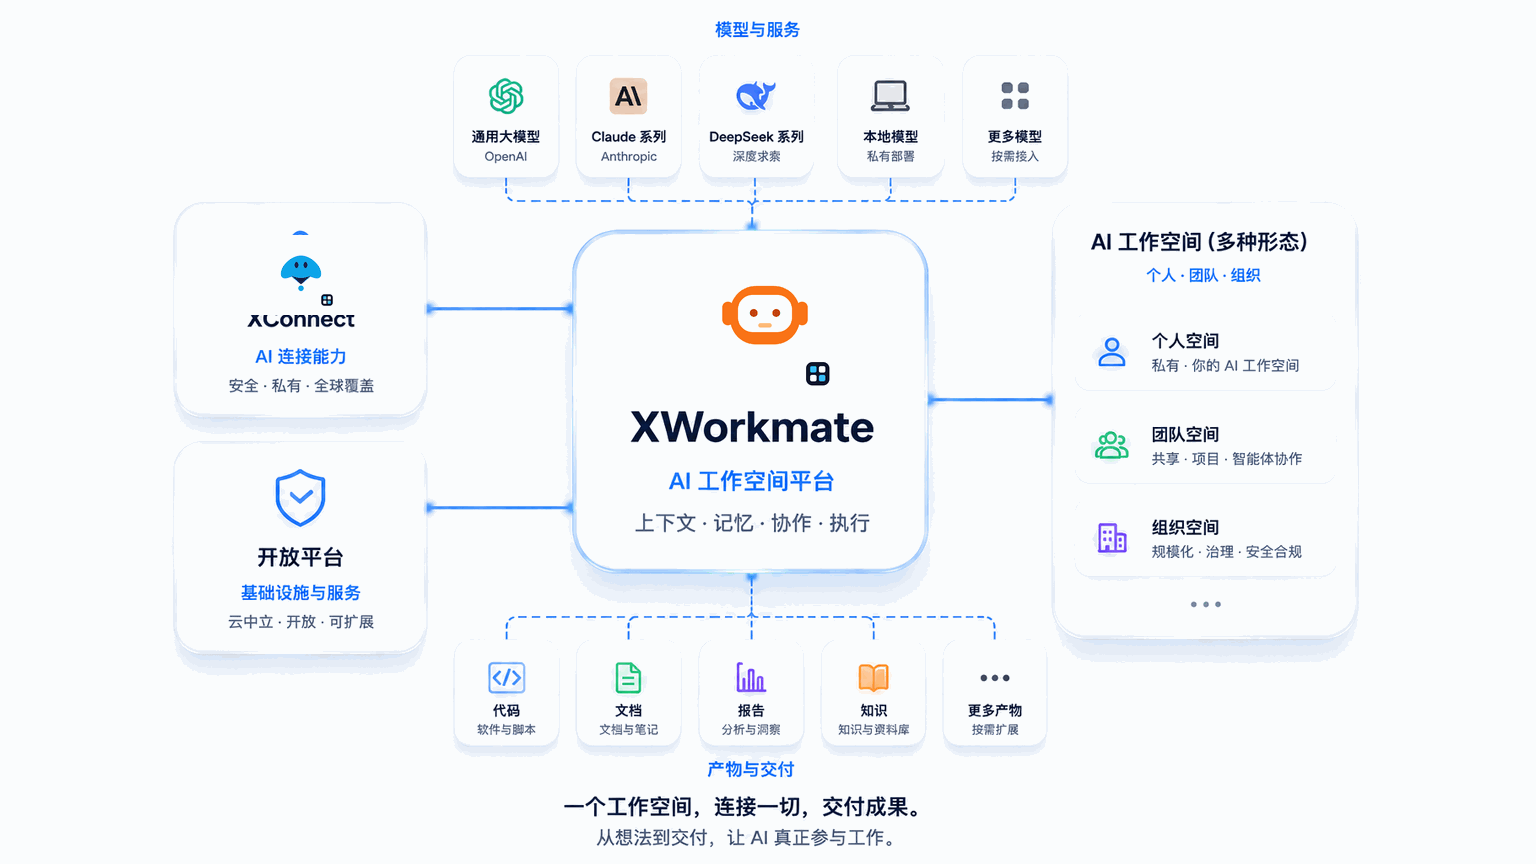 模型与服务
通用大模型
OpenAI
Claude 系列
Anthropic
DeepSeek 系列
深度求索
本地模型
私有部署
更多模型
按需接入
XConnect
AI 连接能力
安全 · 私有 · 全球覆盖
开放平台
基础设施与服务
云中立 · 开放 · 可扩展
XWorkmate
AI 工作空间平台
上下文 · 记忆 · 协作 · 执行
AI 工作空间 (多种形态)
个人 · 团队 · 组织
个人空间
私有 · 你的 AI 工作空间
团队空间
共享 · 项目 · 智能体协作
组织空间
规模化 · 治理 · 安全合规
代码
软件与脚本
文档
文档与笔记
报告
分析与洞察
知识
知识与资料库
更多产物
按需扩展
产物与交付
一个工作空间，连接一切，交付成果。
从想法到交付，让 AI 真正参与工作。